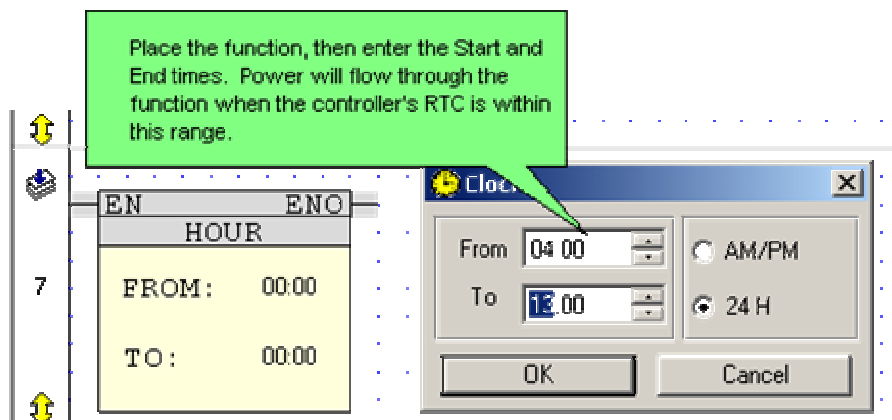 Place the function, then enter the Start and
End times. Power will flow through the
function when the controller's RTC is within
this range.
EN ENO
HOUR
7
FROM: 00:00
TO: 00:00
From 04:00
To 13:00
AM/PM
24 H
OK Cancel